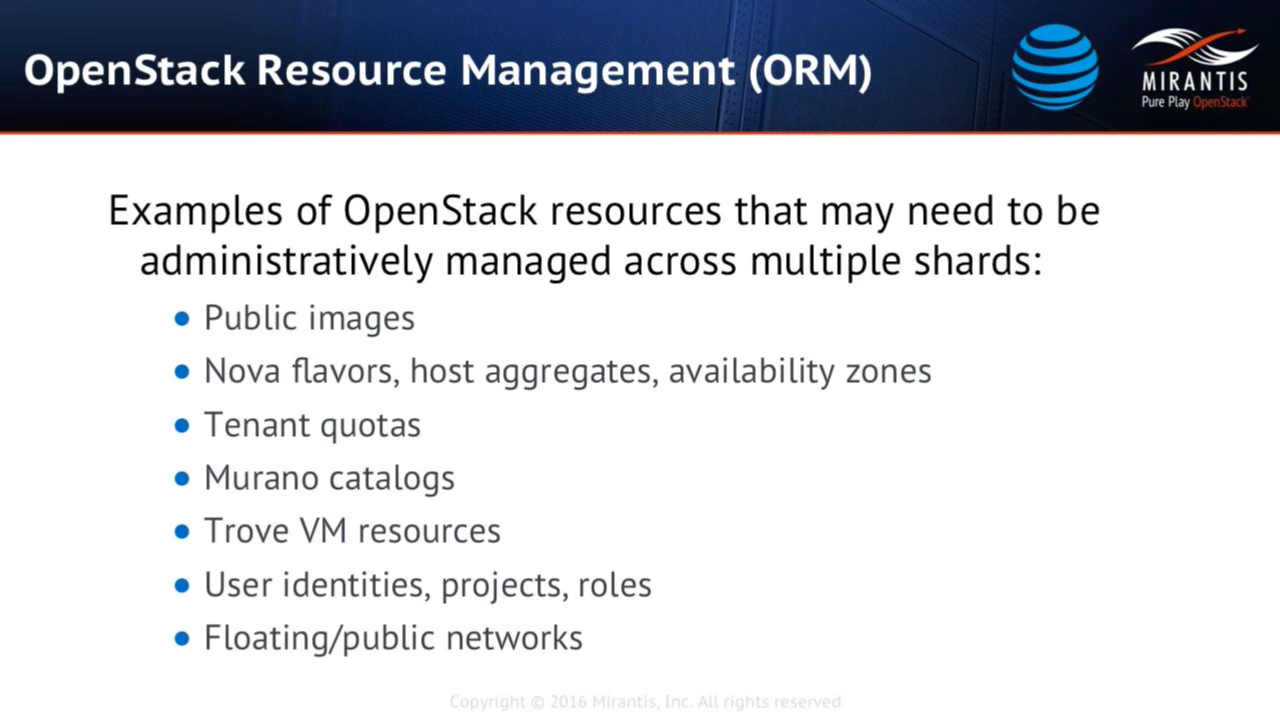 OpenStack Resource Management (ORM)
MIRANTIS
Pure Play OpenStack
Examples of OpenStack resources that may need to be
administratively managed across multiple shards:
• Public images
• Nova flavors, host aggregates, availability zones
• Tenant quotas
• Murano catalogs
• Trove VM resources
• User identities, projects, roles
• Floating/public networks
Copyright © 2016 Mirantis, Inc. All rights reserved